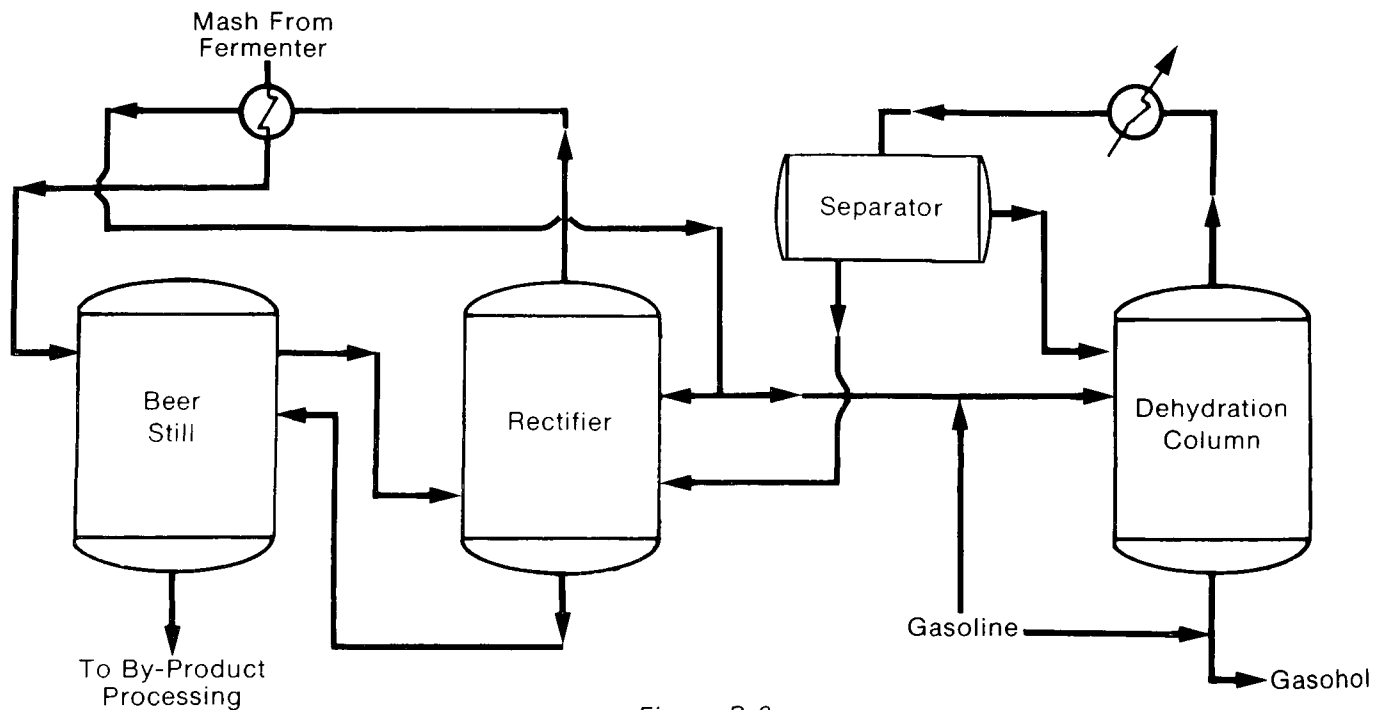 Mash From
Fermenter
Separator
Beer
Still
Rectifier
Dehydration
Column
Gasoline
To By-Product
Processing
Gasohol